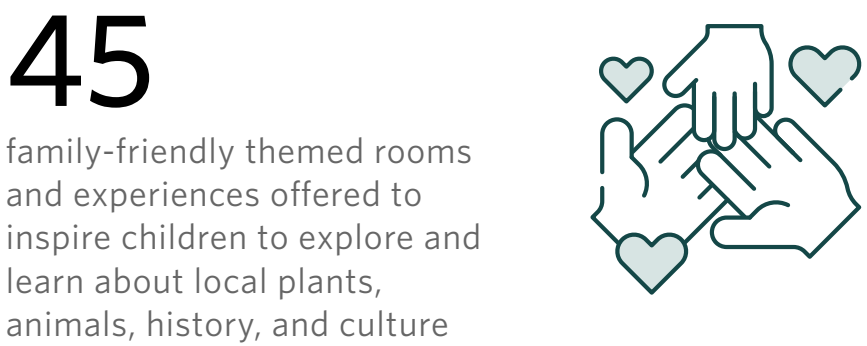 45
family-friendly themed rooms
and experiences offered to
inspire children to explore and
learn about local plants,
animals, history, and culture